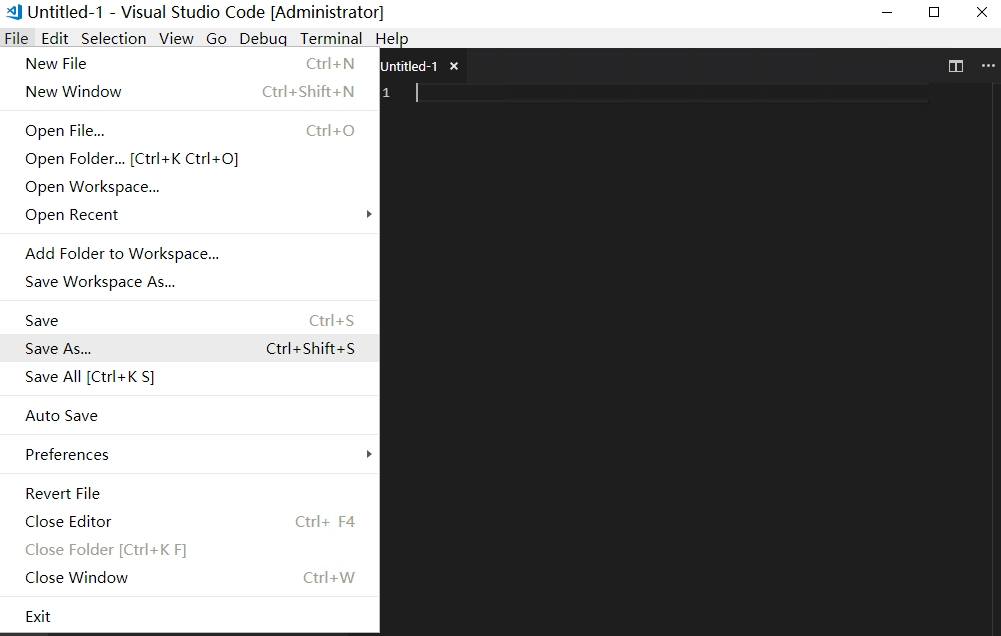 Untitled-1 - Visual Studio Code [Administrator]
File Edit Selection View Go Debug Terminal Help
New File Ctrl+N
New Window Ctrl+Shift+N
Open File... Ctrl+O
Open Folder... [Ctrl+K Ctrl+O]
Open Workspace...
Open Recent
Add Folder to Workspace...
Save Workspace As...
Save Ctrl+S
Save As... Ctrl+Shift+S
Save All [Ctrl+K S]
Auto Save
Preferences
Revert File
Close Editor Ctrl+ F4
Close Folder [Ctrl+K F]
Close Window Ctrl+W
Exit
Untitled-1
1